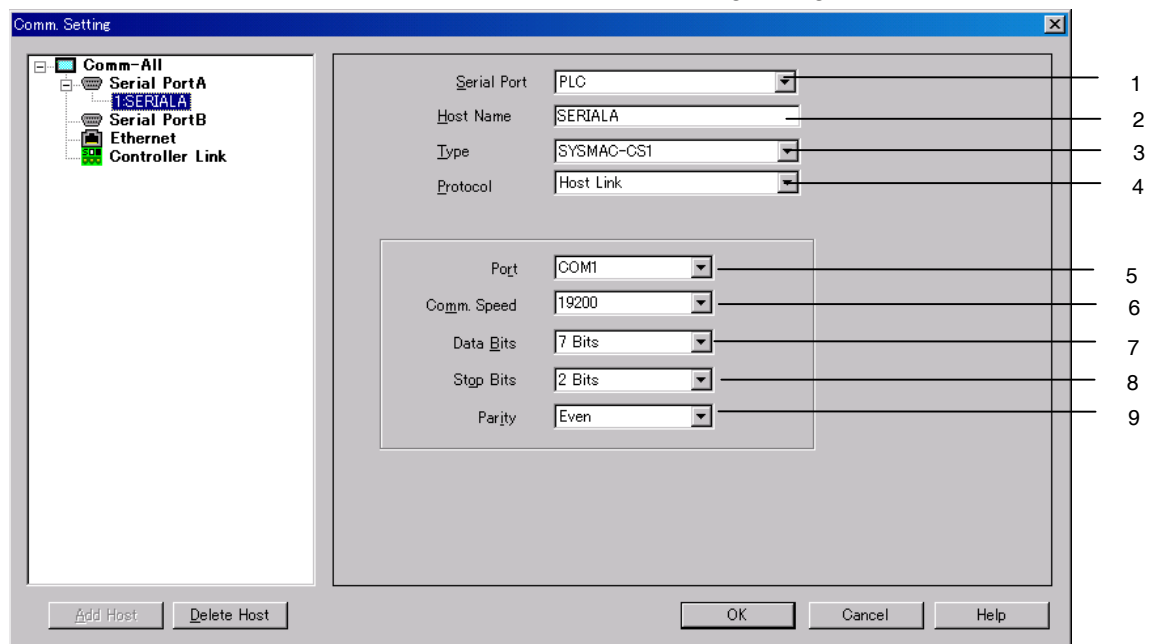 Comm. Setting
Comm-All
Serial PortA
1:SERIALA
Serial PortB
Ethernet
Controller Link
Serial Port PLC 1
Host Name SERIALA 2
Type SYSMAC-CS1 3
Protocol Host Link 4
Port COM1 5
Comm. Speed 19200 6
Data Bits 7 Bits 7
Stop Bits 2 Bits 8
Parity Even 9
Add Host Delete Host OK Cancel Help